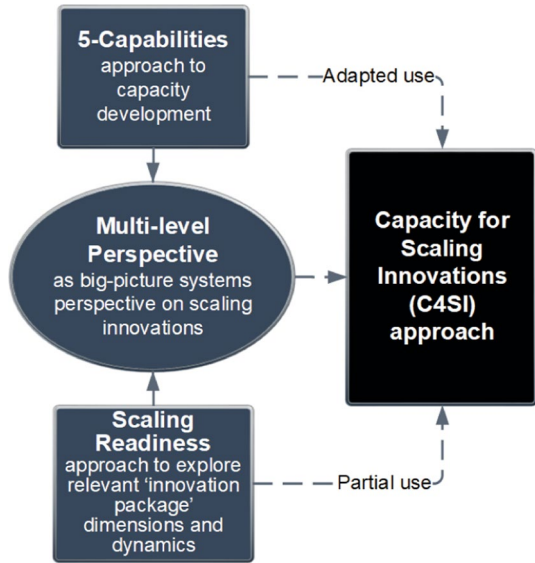 5-Capabilities
approach to
capacity
development
Adapted use
Multi-level
Perspective
as big-picture systems
perspective on scaling
innovations
Capacity for
Scaling
Innovations
(C4SI)
approach
Scaling
Readiness
approach to explore
relevant ‘innovation
package’
dimensions and
dynamics
Partial use